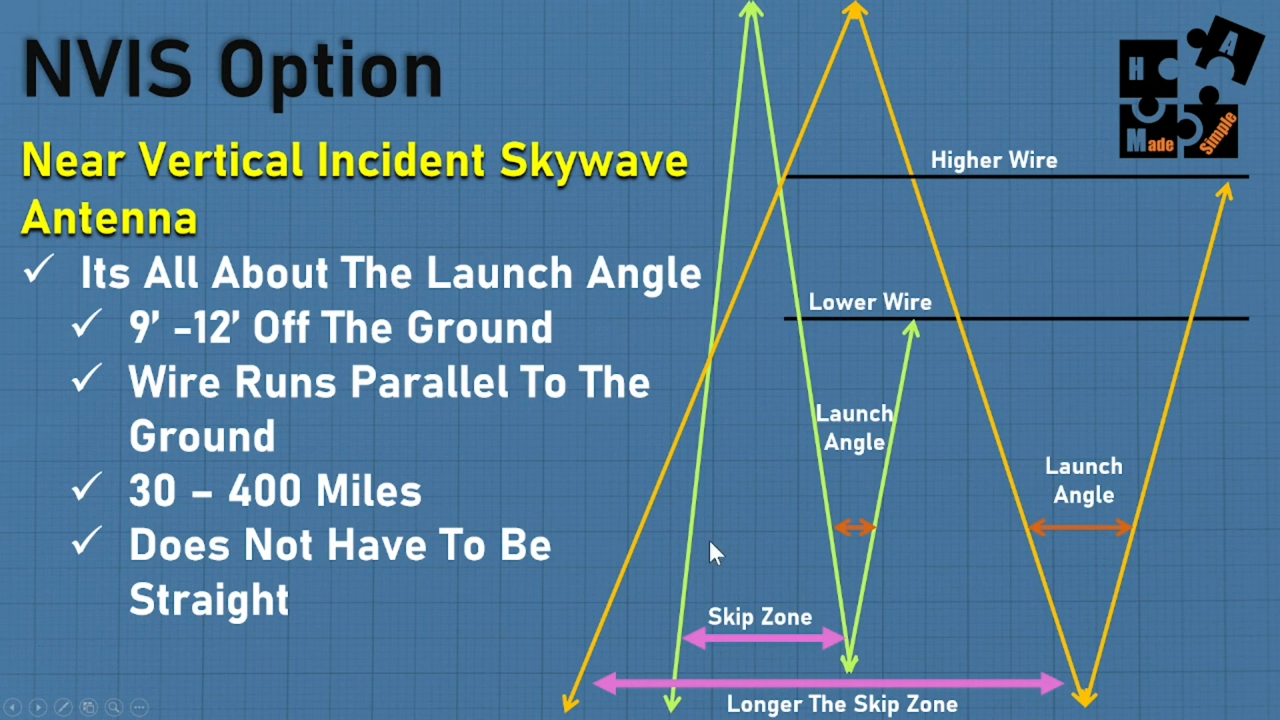 NVIS Option
Near Vertical Incident Skywave
Antenna
Its All About The Launch Angle
9’ -12’ Off The Ground
Wire Runs Parallel To The
Ground
30 – 400 Miles
Does Not Have To Be
Straight
H A
Made Simple
Higher Wire
Lower Wire
Launch
Angle
Launch
Angle
Skip Zone
Longer The Skip Zone